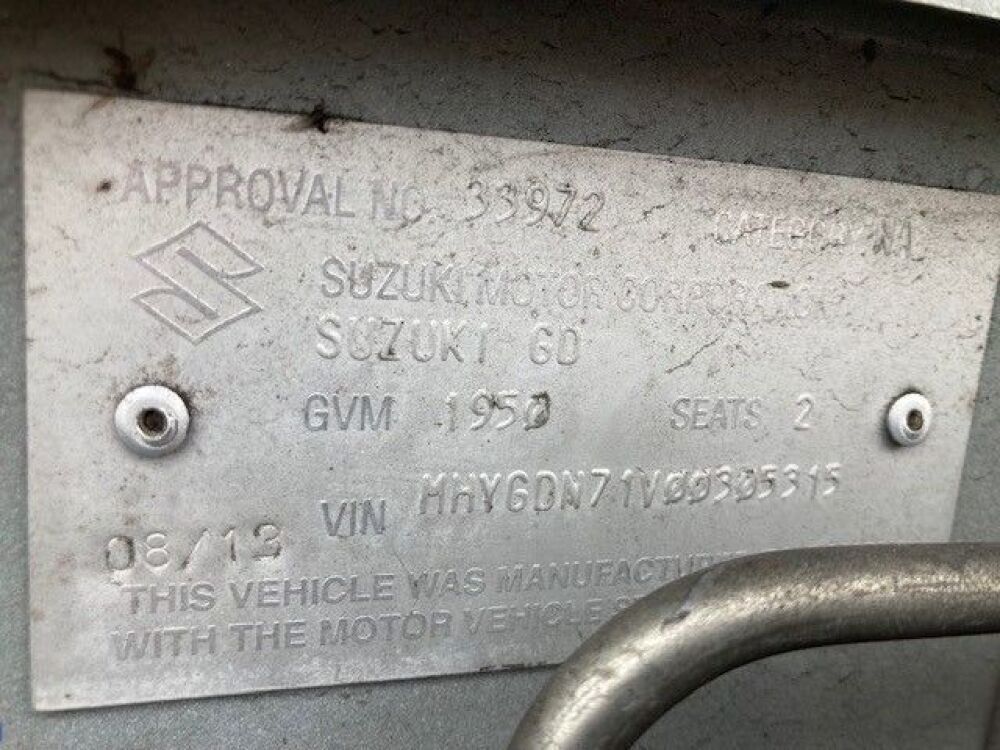 APPROVAL NO 33972 CATEGORY NA
SUZUKI MOTOR CORPORATION
SUZUKI GD
GVM 1950 SEATS 2
VIN MHYGDN71V00305315
08/13
THIS VEHICLE WAS
WITH THE MOTOR VEHICLE